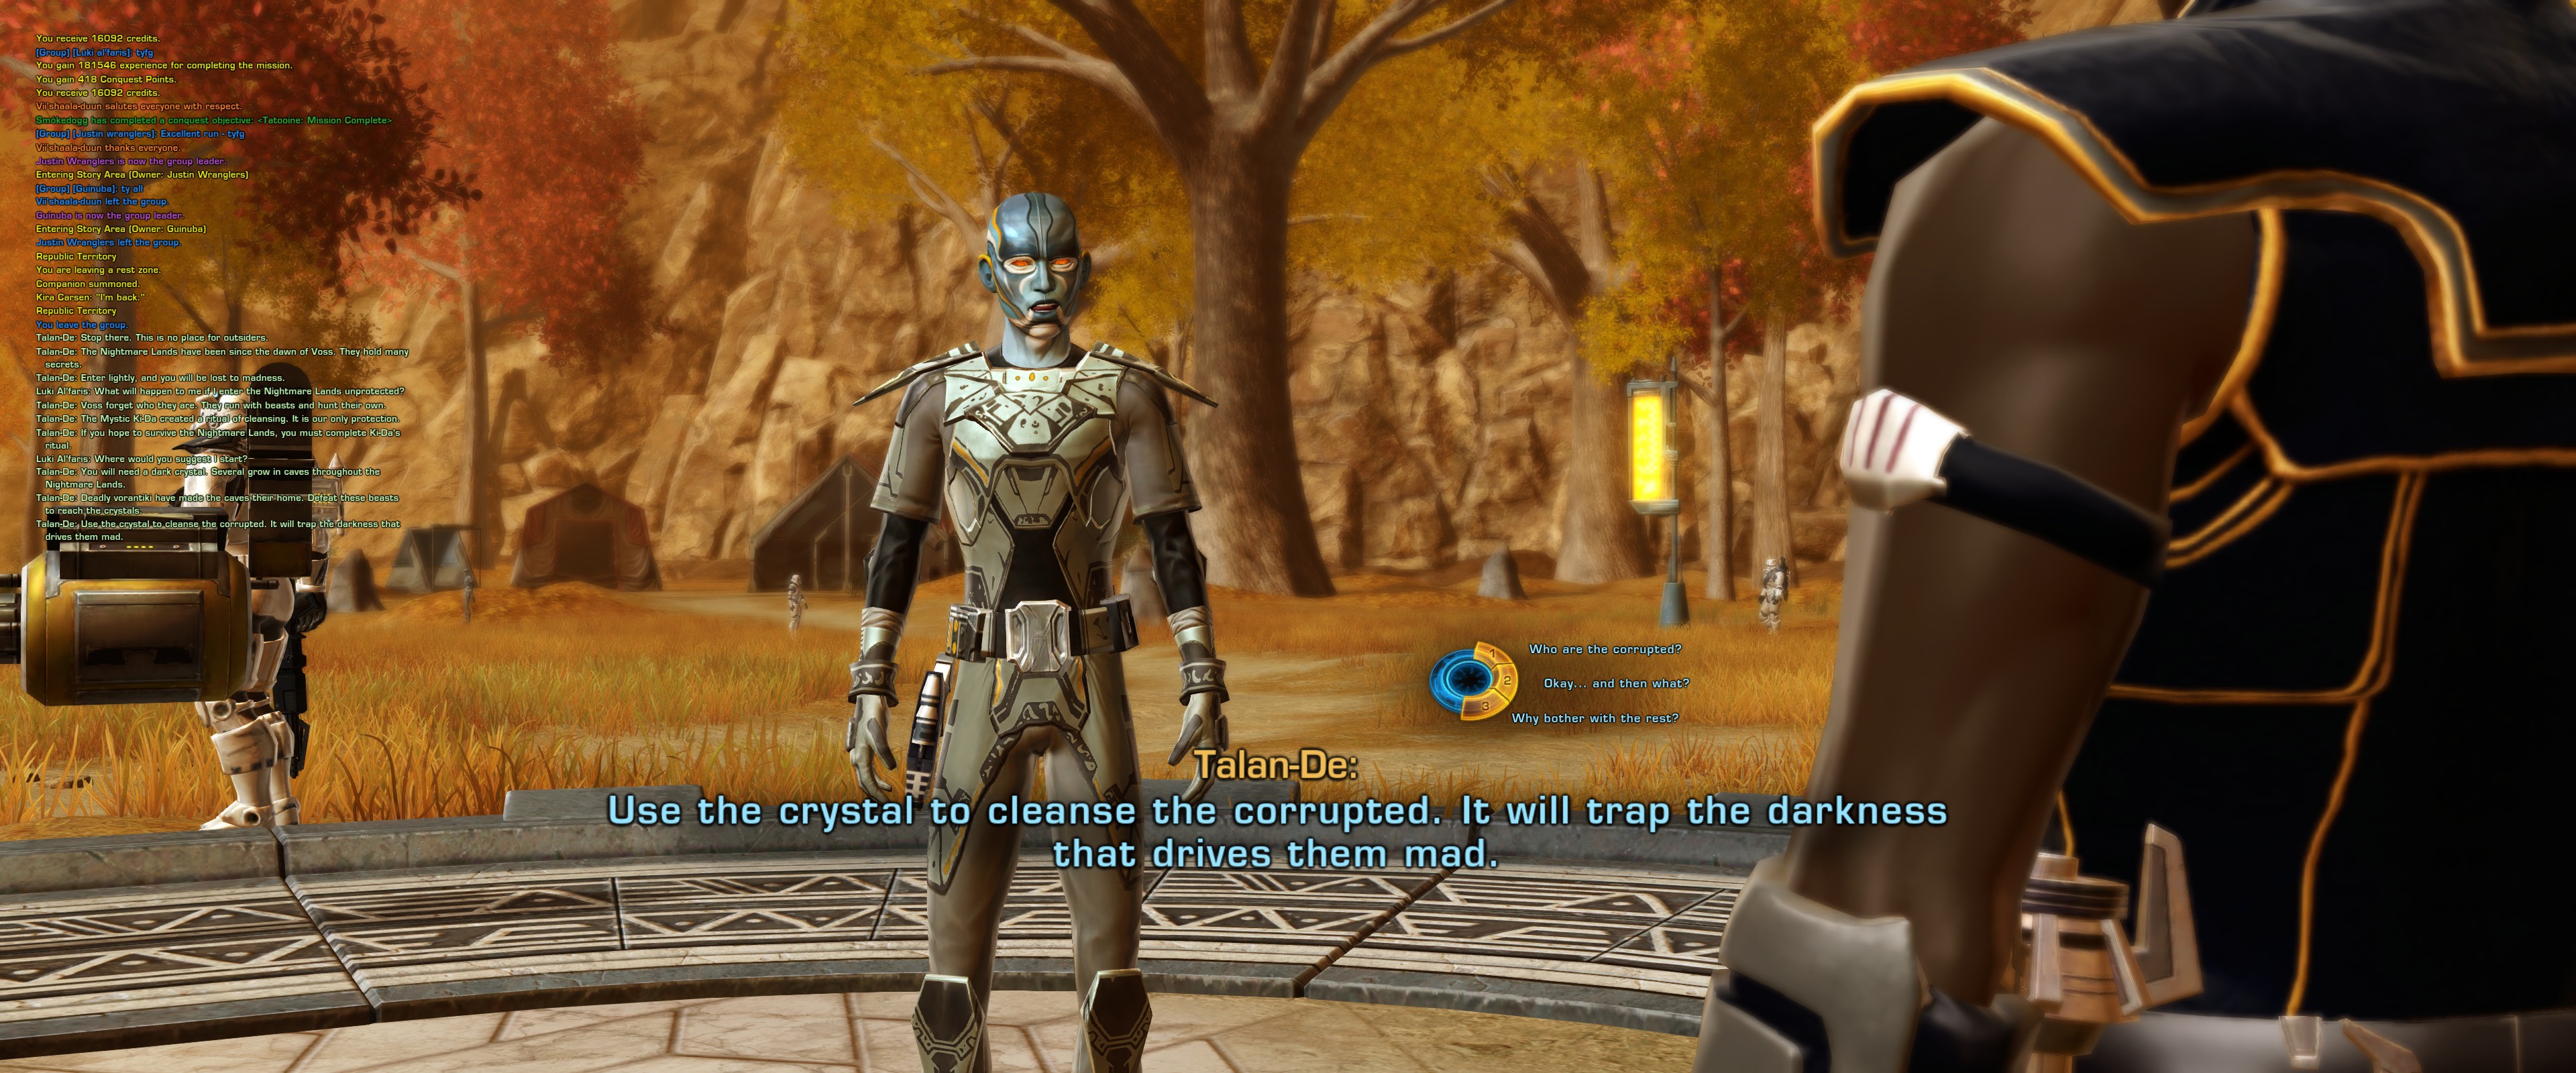 You receive 16092 credits.
[Group] [Luki al'faris]: tyfg
You gain 181546 experience for completing the mission.
You gain 418 Conquest Points.
You receive 16092 credits.
Vii'shaala-duun salutes everyone with respect.
Smokedogg has completed a conquest objective: <Tatooine: Mission Complete>
[Group] [Justin wranglers]: Excellent run - tyfg
Vii'shaala-duun thanks everyone.
Justin Wranglers is now the group leader.
Entering Story Area (Owner: Justin Wranglers)
[Group] [Guinuba]: ty all
Vii'shaala-duun left the group.
Guinuba is now the group leader.
Entering Story Area (Owner: Guinuba)
Justin Wranglers left the group.
Republic Territory
You are leaving a rest zone.
Companion summoned.
Kira Carsen: "I'm back."
Republic Territory
You leave the group.
Talan-De: Stop there. This is no place for outsiders.
Talan-De: The Nightmare Lands have been since the dawn of Voss. They hold many
secrets.
Talan-De: Enter lightly, and you will be lost to madness.
Luki Al'faris: What will happen to me if I enter the Nightmare Lands unprotected?
Talan-De: Voss forget who they are. They run with beasts and hunt their own.
Talan-De: The Mystic Ki-Da created a ritual of cleansing. It is our only protection.
Talan-De: If you hope to survive the Nightmare Lands, you must complete Ki-Da's
ritual.
Luki Al'faris: Where would you suggest I start?
Talan-De: You will need a dark crystal. Several grow in caves throughout the
Nightmare Lands.
Talan-De: Deadly vorantiki have made the caves their home. Defeat these beasts
to reach the crystals.
Talan-De: Use the crystal to cleanse the corrupted. It will trap the darkness that
drives them mad.
1 Who are the corrupted?
2 Okay... and then what?
3 Why bother with the rest?
Talan-De:
Use the crystal to cleanse the corrupted. It will trap the darkness
that drives them mad.